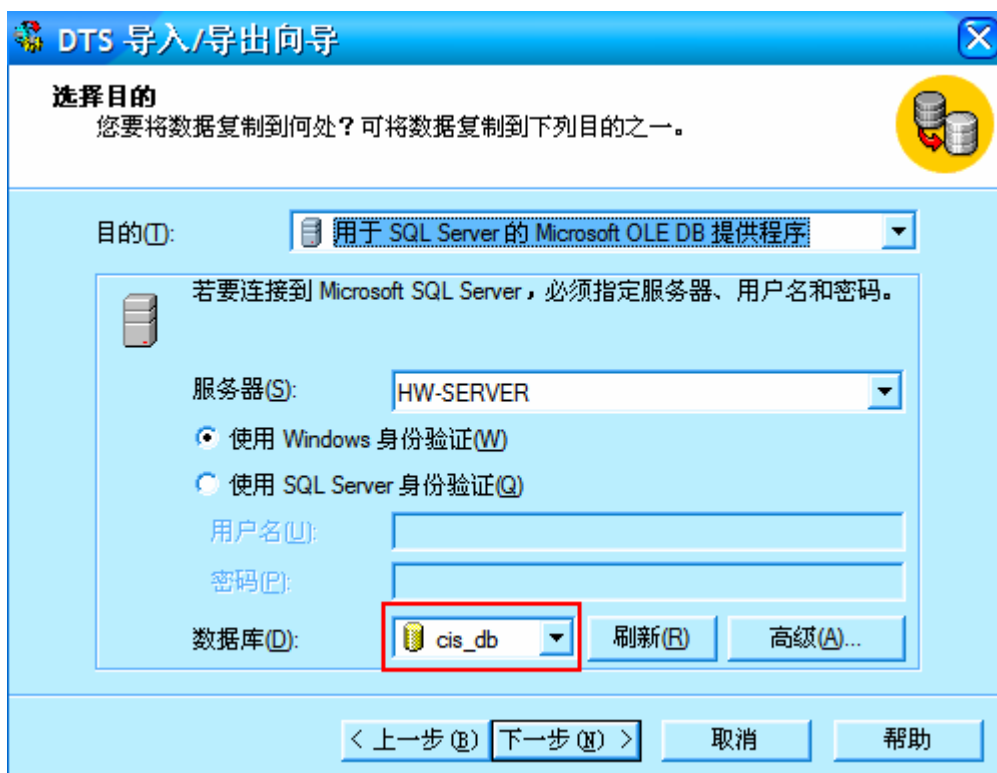 DTS 导入/导出向导
选择目的
您要将数据复制到何处？可将数据复制到下列目的之一。
目的(T):
用于 SQL Server 的 Microsoft OLE DB 提供程序
若要连接到 Microsoft SQL Server，必须指定服务器、用户名和密码。
服务器(S):
HW-SERVER
使用 Windows 身份验证(W)
使用 SQL Server 身份验证(Q)
用户名(U):
密码(P):
数据库(D):
cis_db
刷新(R)
高级(A)...
< 上一步(B)
下一步(N) >
取消
帮助